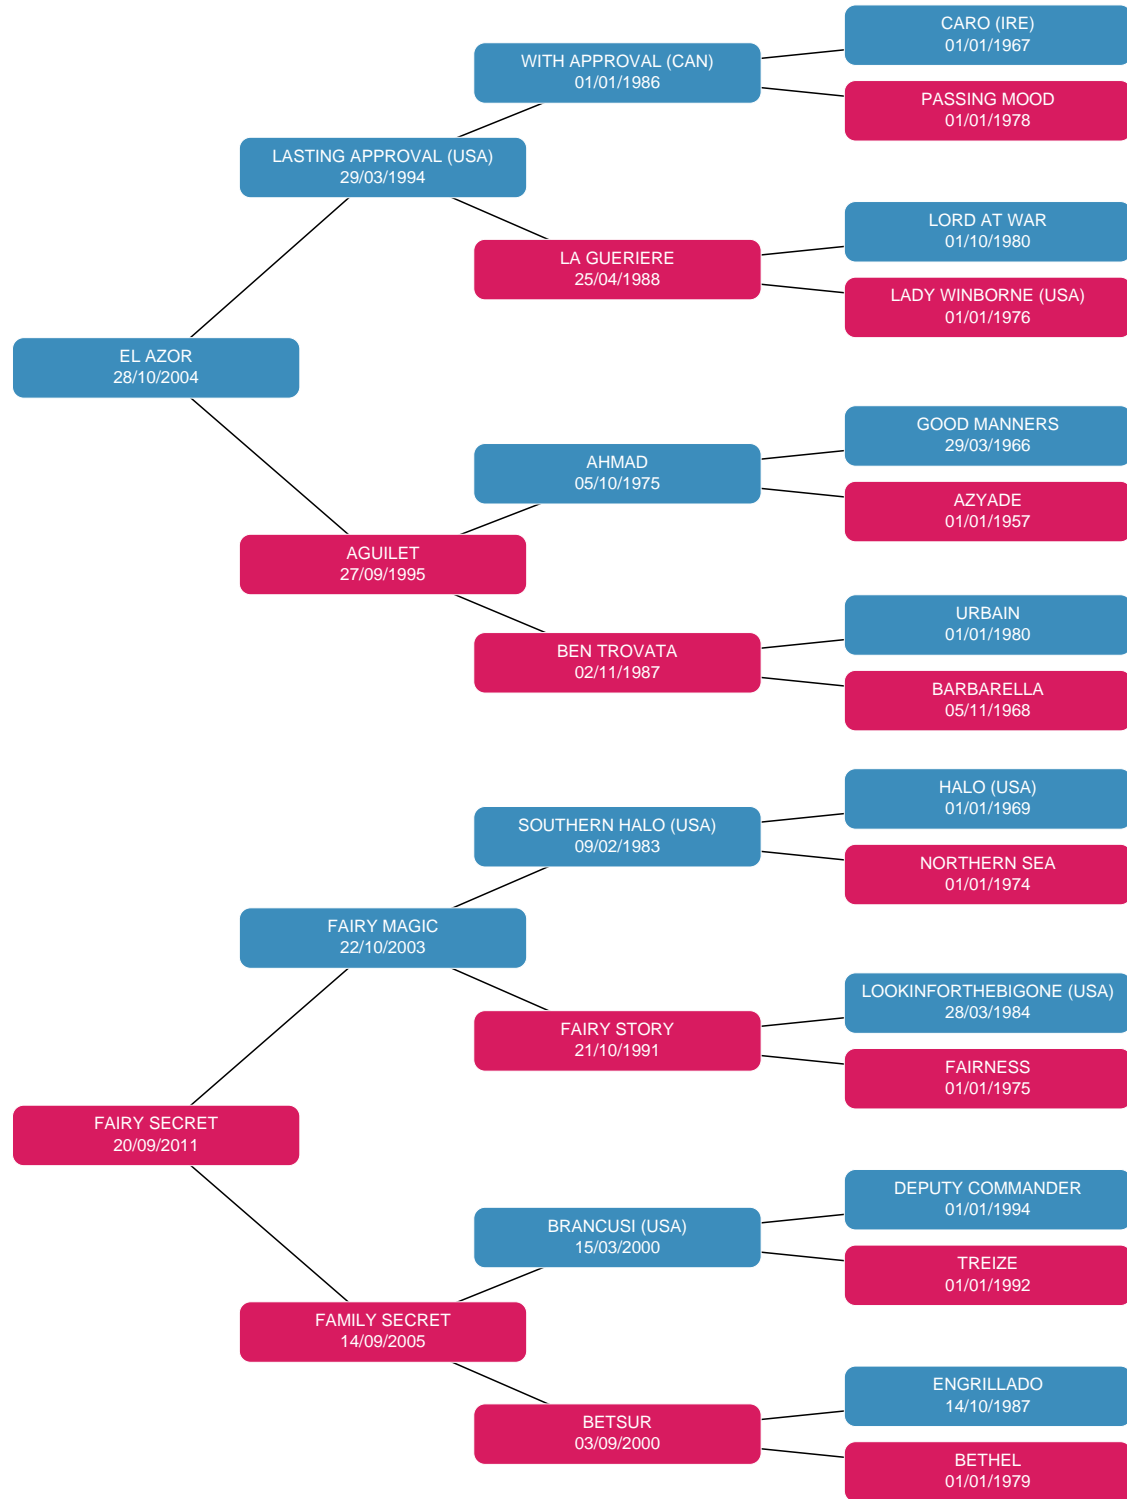 CARO (IRE)
01/01/1967
WITH APPROVAL (CAN)
01/01/1986
PASSING MOOD
01/01/1978
LASTING APPROVAL (USA)
29/03/1994
LORD AT WAR
01/10/1980
LA GUERIERE
25/04/1988
LADY WINBORNE (USA)
01/01/1976
EL AZOR
28/10/2004
GOOD MANNERS
29/03/1966
AHMAD
05/10/1975
AZYADE
01/01/1957
AGUILET
27/09/1995
URBAIN
01/01/1980
BEN TROVATA
02/11/1987
BARBARELLA
05/11/1968
HALO (USA)
01/01/1969
SOUTHERN HALO (USA)
09/02/1983
NORTHERN SEA
01/01/1974
FAIRY MAGIC
22/10/2003
LOOKINFORTHEBIGONE (USA)
28/03/1984
FAIRY STORY
21/10/1991
FAIRNESS
01/01/1975
FAIRY SECRET
20/09/2011
DEPUTY COMMANDER
01/01/1994
BRANCUSI (USA)
15/03/2000
TREIZE
01/01/1992
FAMILY SECRET
14/09/2005
ENGRILLADO
14/10/1987
BETSUR
03/09/2000
BETHEL
01/01/1979